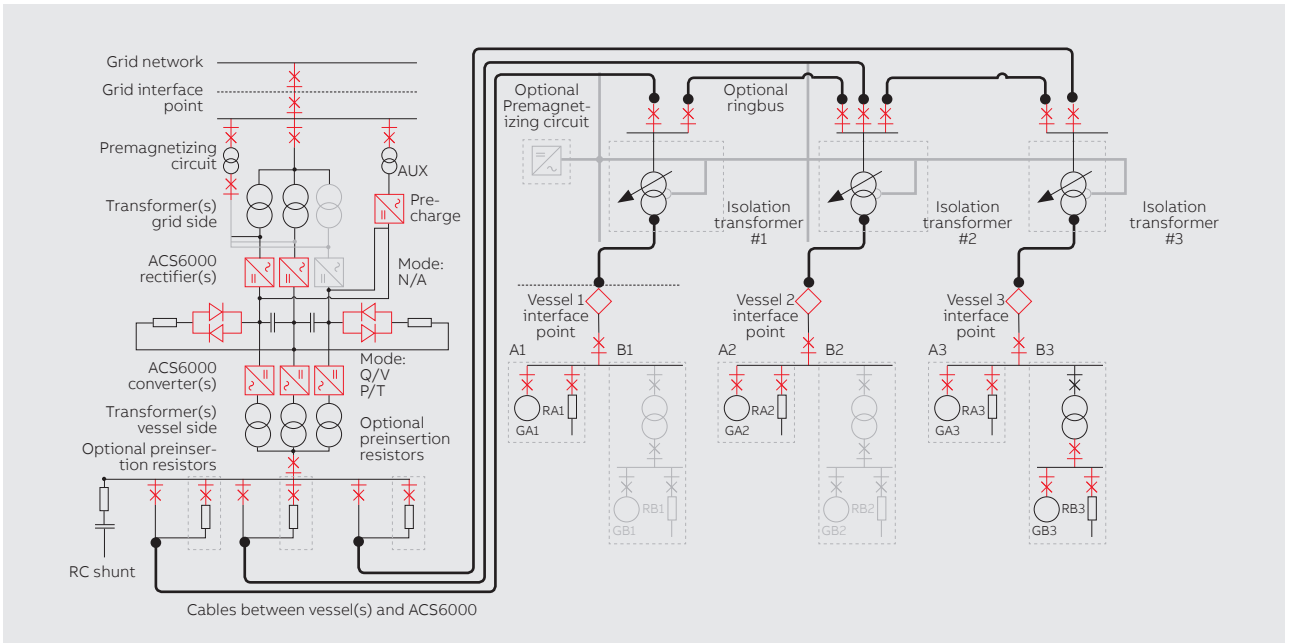 Grid network
Grid interface
point
Premagnetizing
circuit
AUX
Pre-
charge
Transformer(s)
grid side
ACS6000
rectifier(s)
Mode:
N/A
ACS6000
converter(s)
Mode:
Q/V
P/T
Transformer(s)
vessel side
Optional
preinsertion
resistors
Optional preinser-
tion resistors
RC shunt
Cables between vessel(s) and ACS6000
Optional
Premagnet-
izing circuit
Optional
ringbus
Isolation
transformer
#1
Isolation
transformer
#2
Isolation
transformer
#3
Vessel 1
interface
point
Vessel 2
interface
point
Vessel 3
interface
point
A1
B1
A2
B2
A3
B3
RA1
GA1
RA2
GA2
RA3
GA3
RB1
GB1
RB2
GB2
RB3
GB3